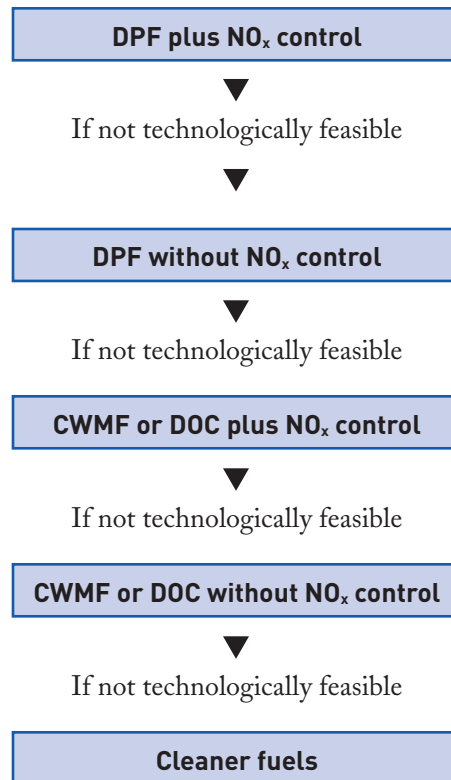 DPF plus NOₓ control
If not technologically feasible
DPF without NOₓ control
If not technologically feasible
CWMF or DOC plus NOₓ control
If not technologically feasible
CWMF or DOC without NOₓ control
If not technologically feasible
Cleaner fuels